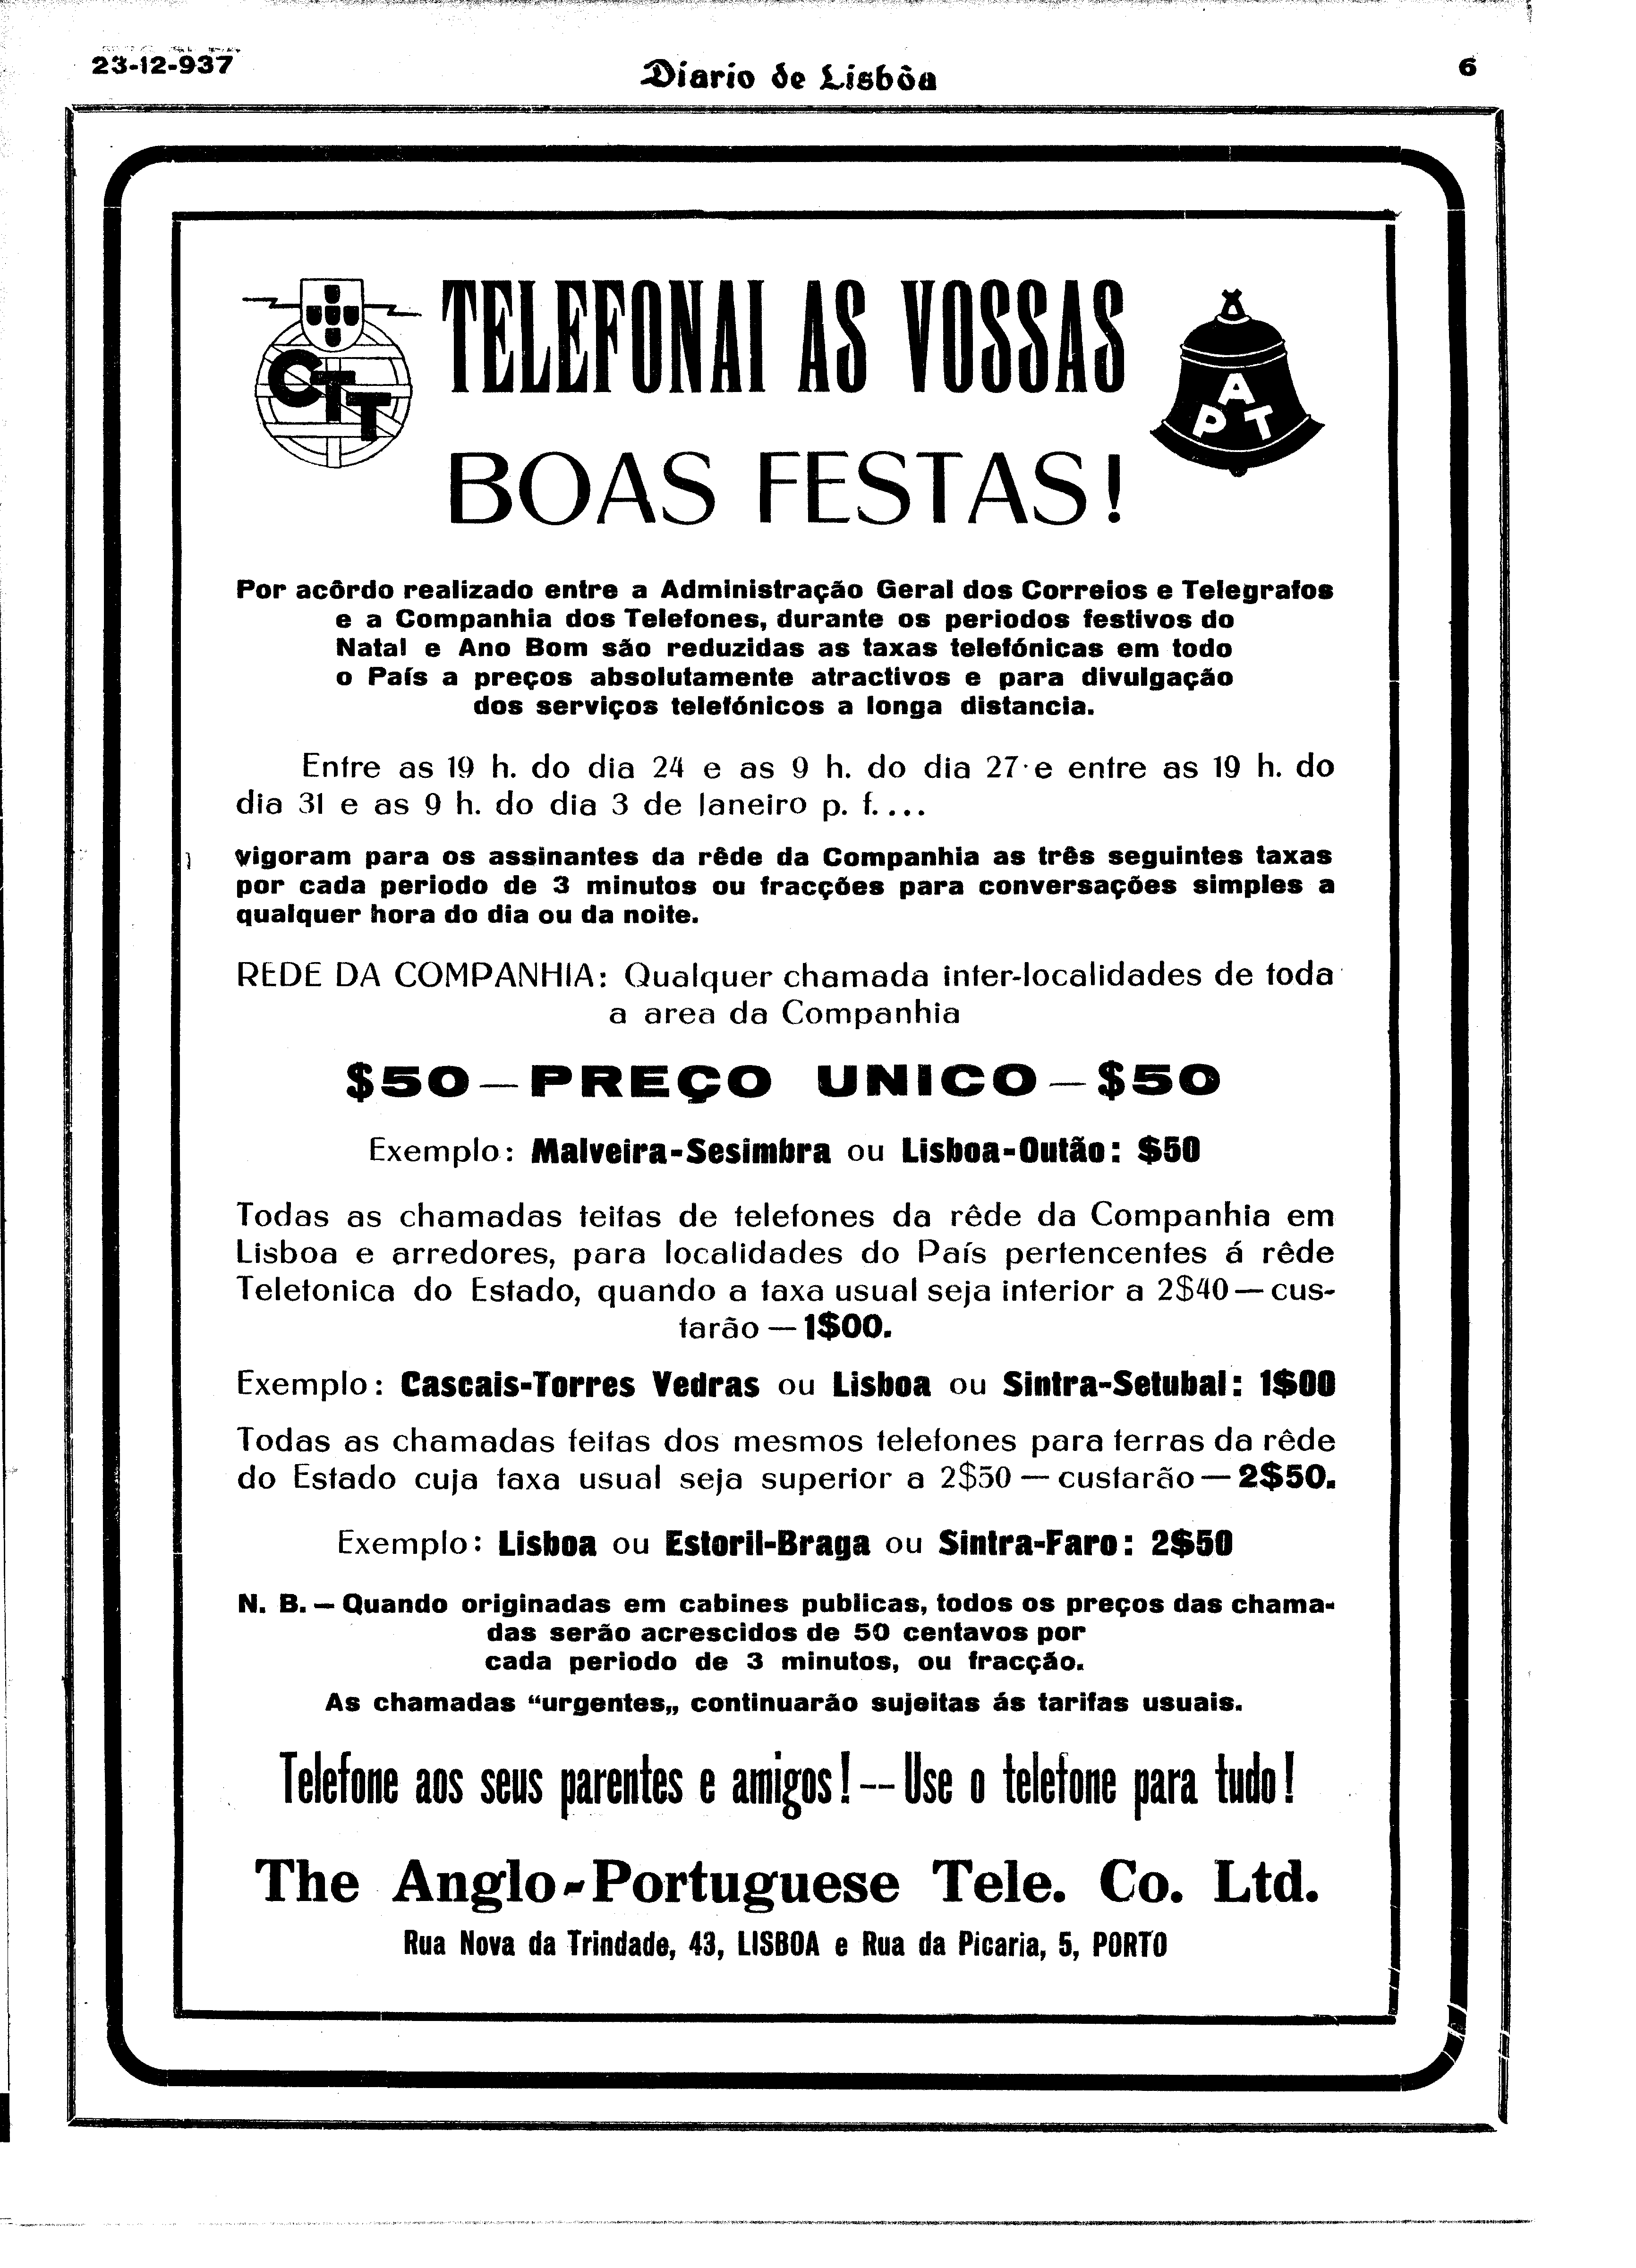 23-12-937
Diario de Lisbôa
6
CTT
TELEFONAI AS VOSSAS
A
P T
BOAS FESTAS!
Por acôrdo realizado entre a Administração Geral dos Correios e Telegrafos
e a Companhia dos Telefones, durante os periodos festivos do
Natal e Ano Bom são reduzidas as taxas telefónicas em todo
o País a preços absolutamente atractivos e para divulgação
dos serviços telefónicos a longa distancia.
Entre as 19 h. do dia 24 e as 9 h. do dia 27 e entre as 19 h. do
dia 31 e as 9 h. do dia 3 de Janeiro p. f....
vigoram para os assinantes da rêde da Companhia as três seguintes taxas
por cada periodo de 3 minutos ou fracções para conversações simples a
qualquer hora do dia ou da noite.
REDE DA COMPANHIA: Qualquer chamada inter-localidades de toda
a area da Companhia
$50—PREÇO UNICO—$50
Exemplo: Malveira-Sesimbra ou Lisboa-Outão: $50
Todas as chamadas feitas de telefones da rêde da Companhia em
Lisboa e arredores, para localidades do País pertencentes á rêde
Telefonica do Estado, quando a taxa usual seja inferior a 2$40—cus-
tarão—1$00.
Exemplo: Cascais-Torres Vedras ou Lisboa ou Sintra-Setubal: 1$00
Todas as chamadas feitas dos mesmos telefones para terras da rêde
do Estado cuja taxa usual seja superior a 2$50—custarão—2$50.
Exemplo: Lisboa ou Estoril-Braga ou Sintra-Faro: 2$50
N. B.—Quando originadas em cabines publicas, todos os preços das chama-
das serão acrescidos de 50 centavos por
cada periodo de 3 minutos, ou fracção.
As chamadas “urgentes„ continuarão sujeitas ás tarifas usuais.
Telefone aos seus parentes e amigos!—Use o telefone para tudo!
The Anglo-Portuguese Tele. Co. Ltd.
Rua Nova da Trindade, 43, LISBOA e Rua da Picaria, 5, PORTO